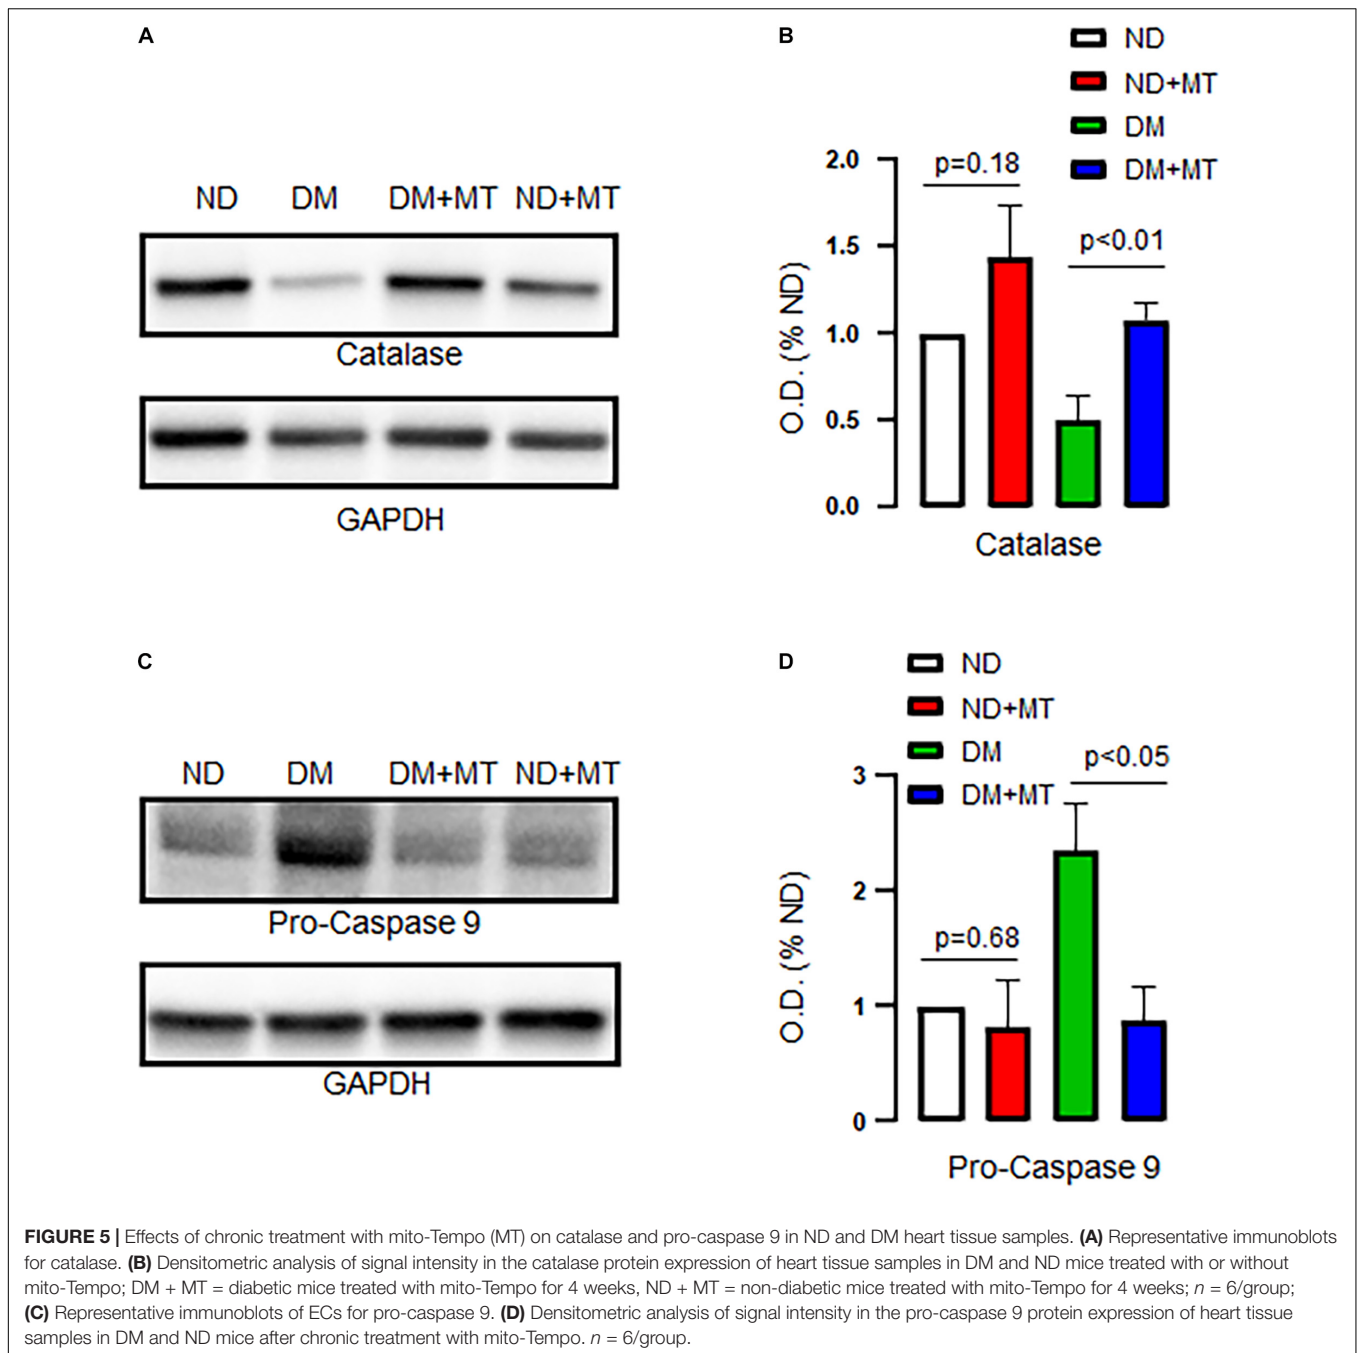 A
ND DM DM+MT ND+MT
Catalase
GAPDH
B
ND
ND+MT
DM
DM+MT
p=0.18
p<0.01
2.0
1.5
1.0
0.5
0.0
O.D. (% ND)
Catalase
C
ND DM DM+MT ND+MT
Pro-Caspase 9
GAPDH
D
ND
ND+MT
DM
DM+MT
p<0.05
p=0.68
3
2
1
0
O.D. (% ND)
Pro-Caspase 9
FIGURE 5 | Effects of chronic treatment with mito-Tempo (MT) on catalase and pro-caspase 9 in ND and DM heart tissue samples. (A) Representative immunoblots
for catalase. (B) Densitometric analysis of signal intensity in the catalase protein expression of heart tissue samples in DM and ND mice treated with or without
mito-Tempo; DM + MT = diabetic mice treated with mito-Tempo for 4 weeks, ND + MT = non-diabetic mice treated with mito-Tempo for 4 weeks; n = 6/group;
(C) Representative immunoblots of ECs for pro-caspase 9. (D) Densitometric analysis of signal intensity in the pro-caspase 9 protein expression of heart tissue
samples in DM and ND mice after chronic treatment with mito-Tempo. n = 6/group.